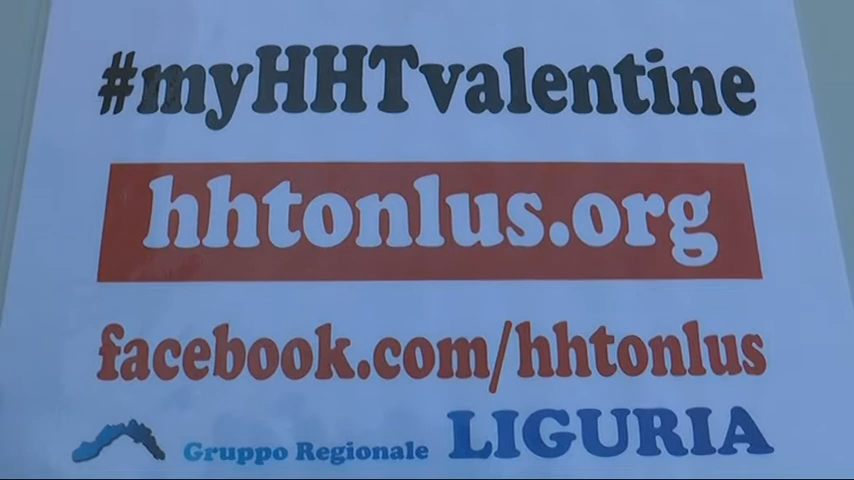 #myHHTvalentine
hhtonlus.org
facebook.com/hhtonlus
Gruppo Regionale LIGURIA